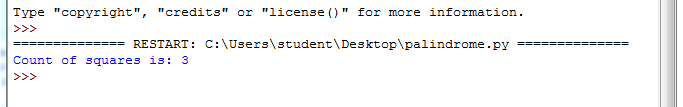 Type "copyright", "credits" or "license()" for more information.
>>>
============== RESTART: C:\Users\student\Desktop\palindrome.py ==============
Count of squares is: 3
>>>